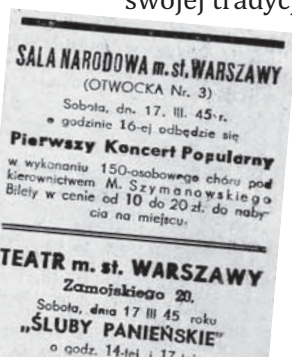 swojej tradycj
SALA NARODOWA m. st. WARSZAWY
(OTWOCKA Nr. 3)
Sobota, dn. 17. III. 45 r.
o godzinie 16-ej odbędzie się
Pierwszy Koncert Popularny
w wykonaniu 150-osobowego chóru pod
kierownictwem M. Szymanowskiego
Bilety w cenie od 10 do 20 zł. do naby-
cia na miejscu.
TEATR m. st. WARSZAWY
Zamojskiego 20.
Sobota, dnia 17 III 45 roku
„ŚLUBY PANIEŃSKIE"
o godz. 14-tej i 17-tej